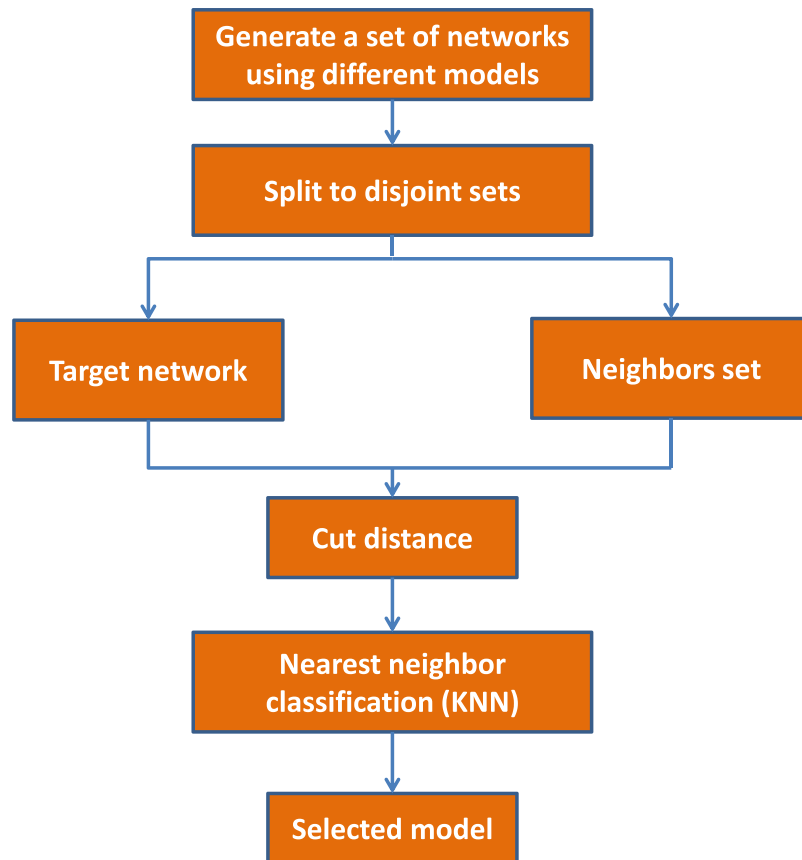 Generate a set of networks
using different models
Split to disjoint sets
Target network
Neighbors set
Cut distance
Nearest neighbor
classification (KNN)
Selected model